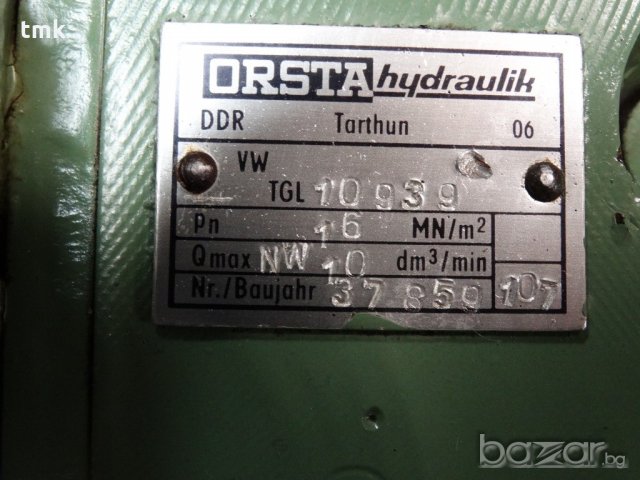 tmk.
ORSTA hydraulik
DDR Tarthun 06
VW
TGL 10939
Pn 16 MN/m²
Qmax NW 10 dm³/min
Nr./Baujahr 37850 107
bazar.bg